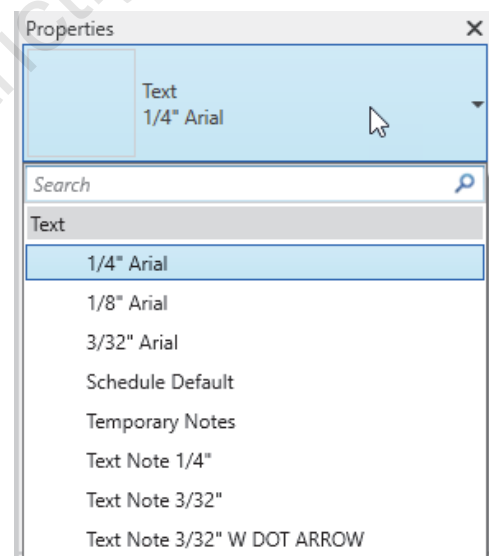 Properties
Text
1/4" Arial
Search
Text
1/4" Arial
1/8" Arial
3/32" Arial
Schedule Default
Temporary Notes
Text Note 1/4"
Text Note 3/32"
Text Note 3/32" W DOT ARROW